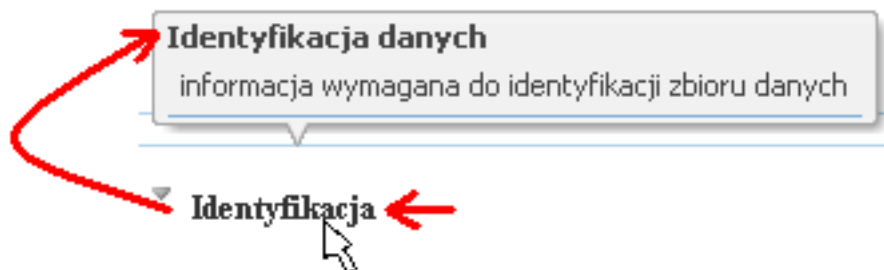 Identyfikacja danych
informacja wymagana do identyfikacji zbioru danych
Identyfikacja